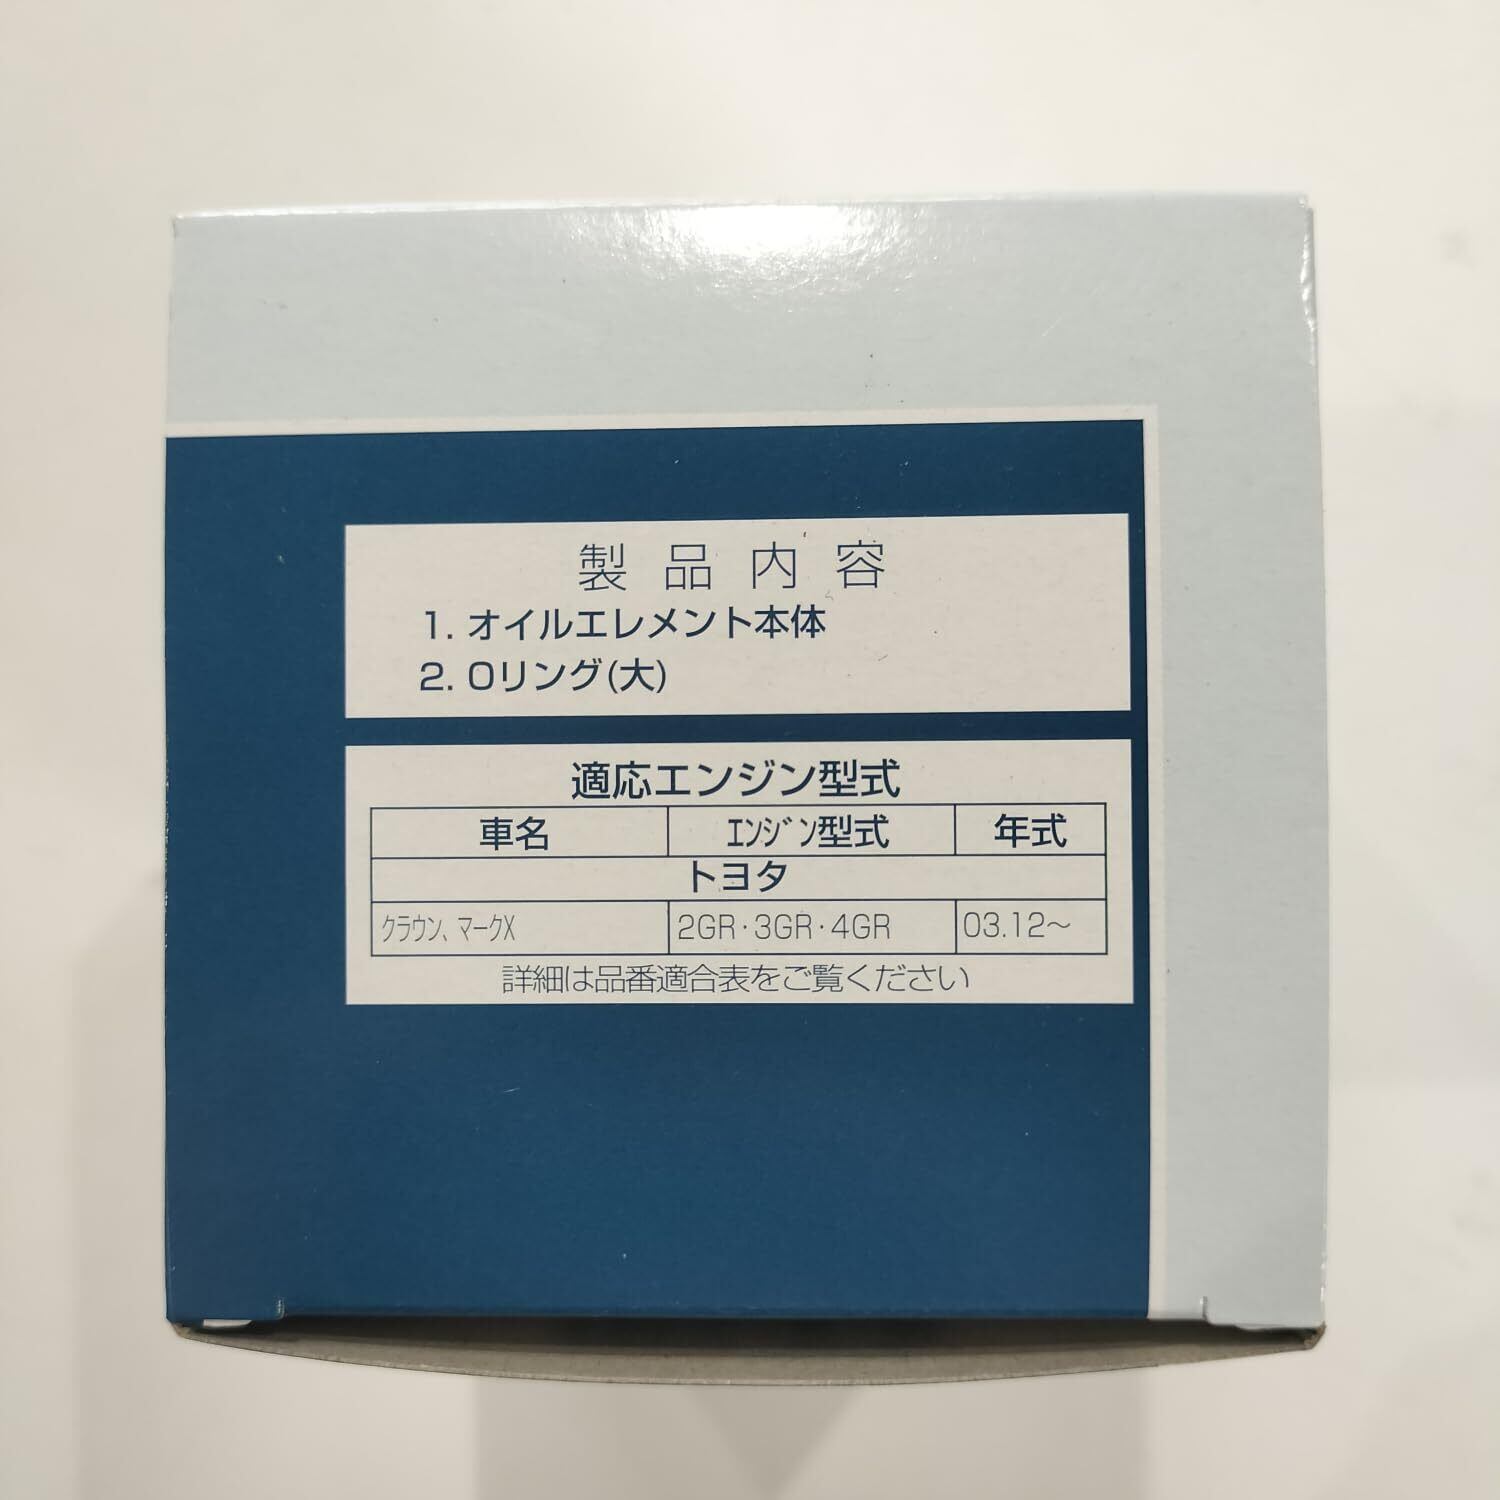 製品内容
1. オイルエレメント本体
2. Oリング(大)
適応エンジン型式
車名 ｴﾝｼﾞﾝ型式 年式
トヨタ
クラウン、マークX 2GR・3GR・4GR 03.12～
詳細は品番適合表をご覧ください